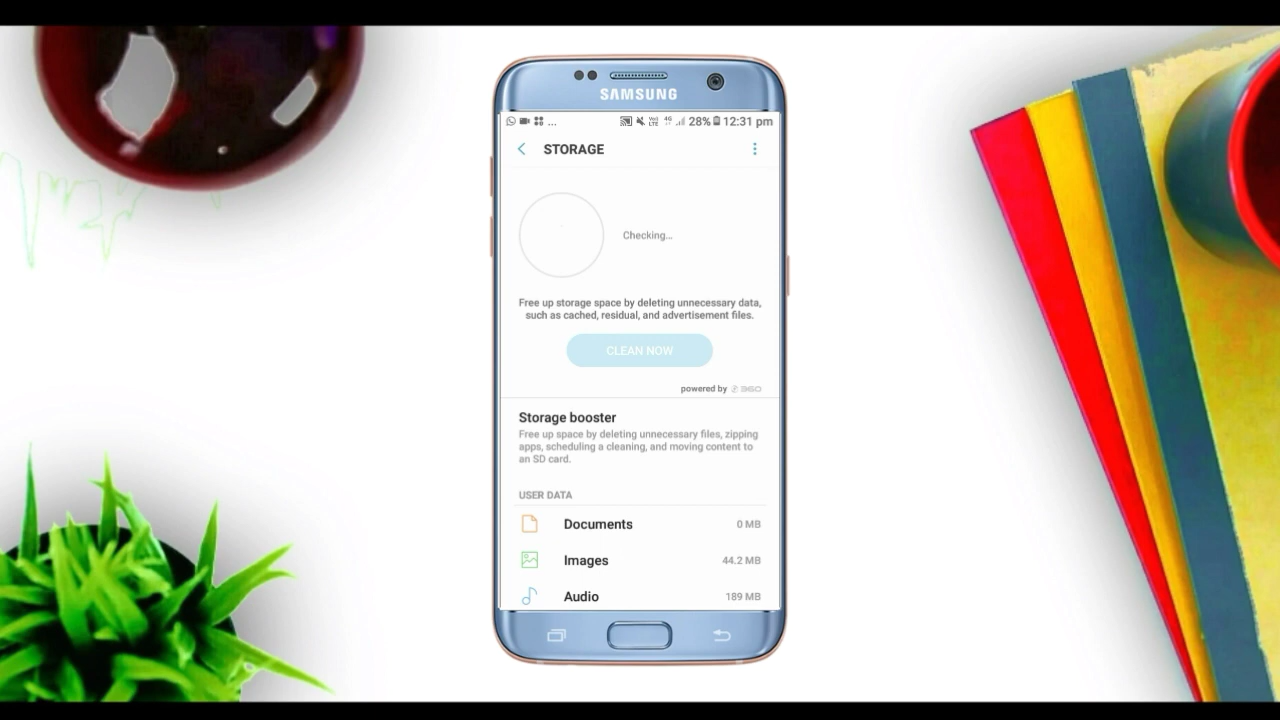 SAMSUNG
... VoLTE 4G 28% 12:31 pm
STORAGE
Checking...
Free up storage space by deleting unnecessary data,
such as cached, residual, and advertisement files.
CLEAN NOW
powered by 360
Storage booster
Free up space by deleting unnecessary files, zipping
apps, scheduling a cleaning, and moving content to
an SD card.
USER DATA
Documents 0 MB
Images 44.2 MB
Audio 189 MB